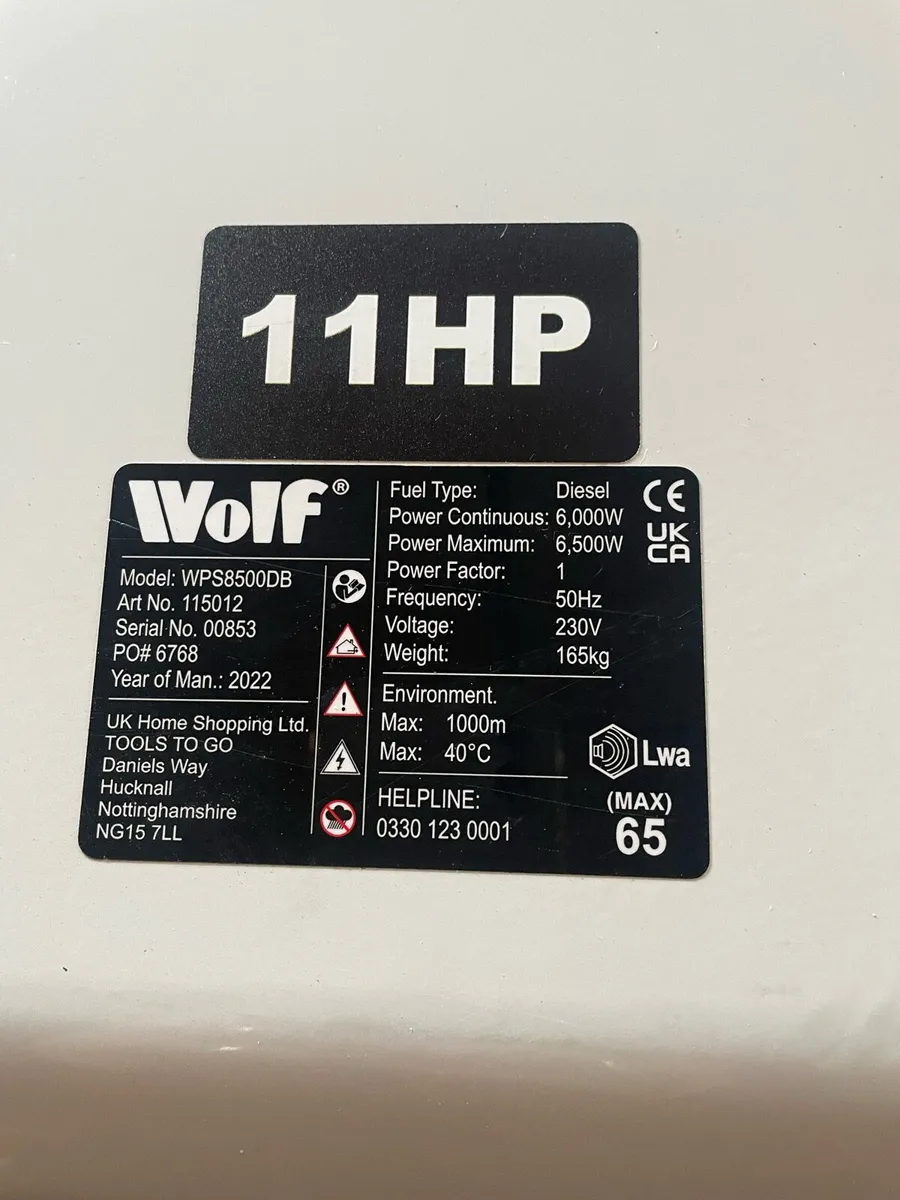 11HP
Wolf®
Model: WPS8500DB
Art No. 115012
Serial No. 00853
PO# 6768
Year of Man.: 2022
UK Home Shopping Ltd.
TOOLS TO GO
Daniels Way
Hucknall
Nottinghamshire
NG15 7LL
Fuel Type: Diesel
Power Continuous: 6,000W
Power Maximum: 6,500W
Power Factor: 1
Frequency: 50Hz
Voltage: 230V
Weight: 165kg
Environment.
Max: 1000m
Max: 40°C
HELPLINE:
0330 123 0001
CE
UK
CA
Lwa
(MAX)
65